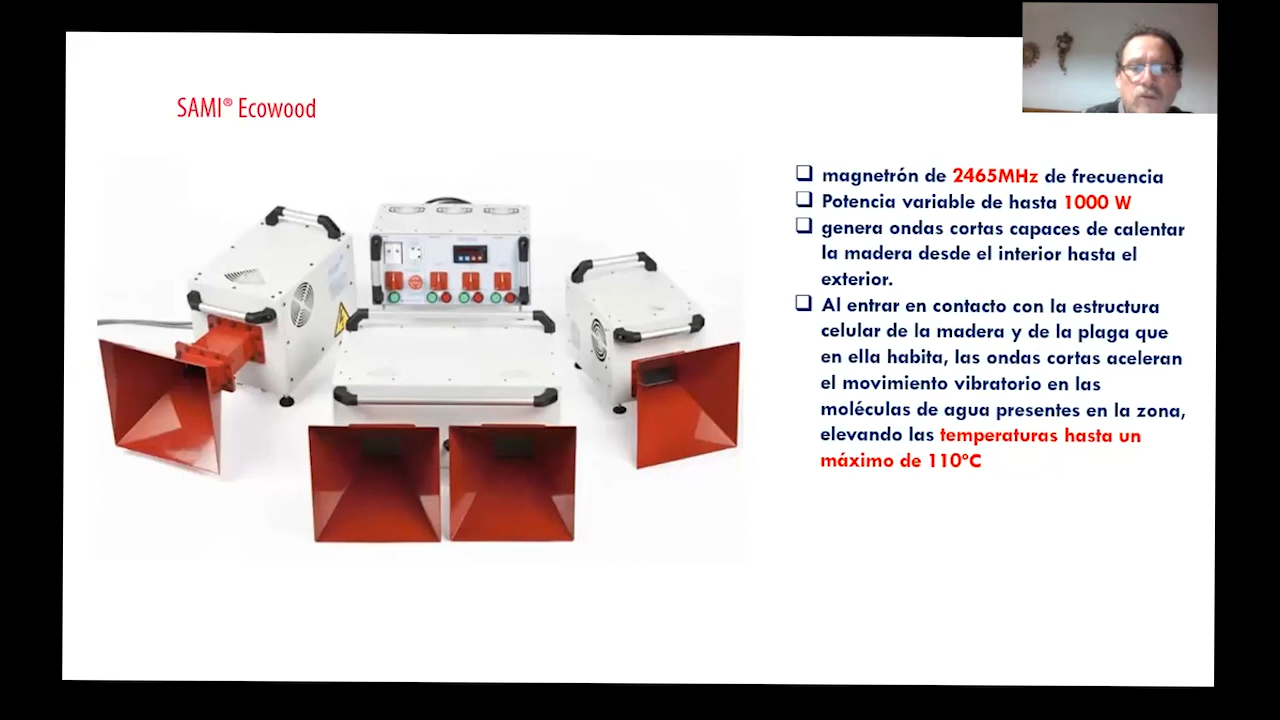 SAMI® Ecowood
❑ magnetrón de 2465MHz de frecuencia
❑ Potencia variable de hasta 1000 W
❑ genera ondas cortas capaces de calentar
la madera desde el interior hasta el
exterior.
❑ Al entrar en contacto con la estructura
celular de la madera y de la plaga que
en ella habita, las ondas cortas aceleran
el movimiento vibratorio en las
moléculas de agua presentes en la zona,
elevando las temperaturas hasta un
máximo de 110ºC